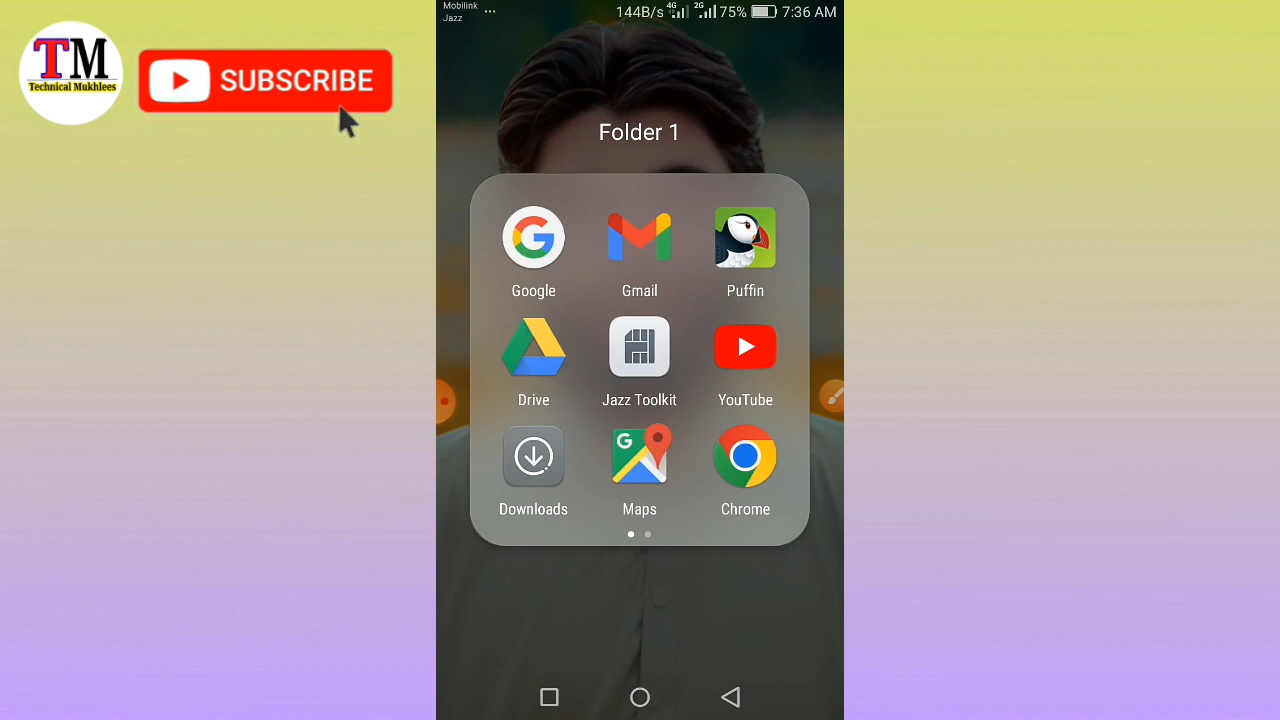 Mobilink
Jazz
...
144B/s 4G 2G 75% 7:36 AM
TM
Technical Mukhlees
SUBSCRIBE
Folder 1
Google Gmail Puffin
Drive Jazz Toolkit YouTube
G
Downloads Maps Chrome